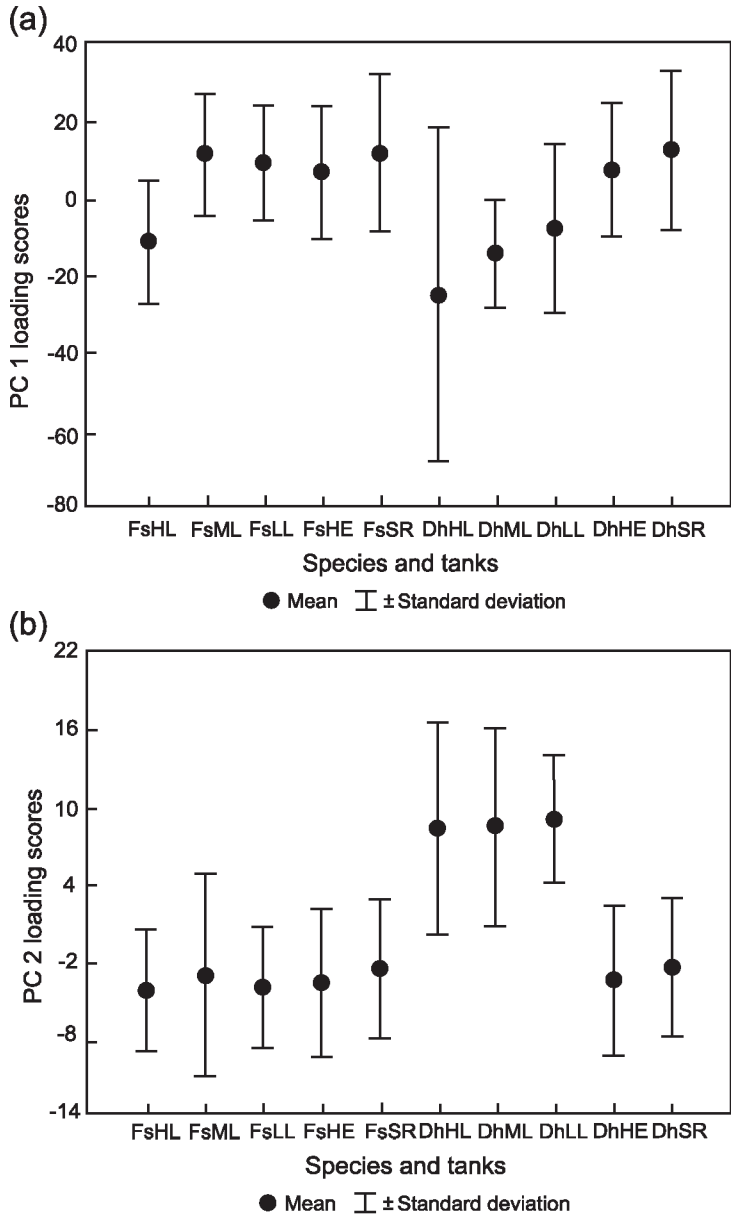 (a)
40
20
0
-20
-40
-60
-80
PC 1 loading scores
FsHL FsML FsLL FsHE FsSR DhHL DhML DhLL DhHE DhSR
Species and tanks
Mean ± Standard deviation
(b)
22
16
10
4
-2
-8
-14
PC 2 loading scores
FsHL FsML FsLL FsHE FsSR DhHL DhML DhLL DhHE DhSR
Species and tanks
Mean ± Standard deviation